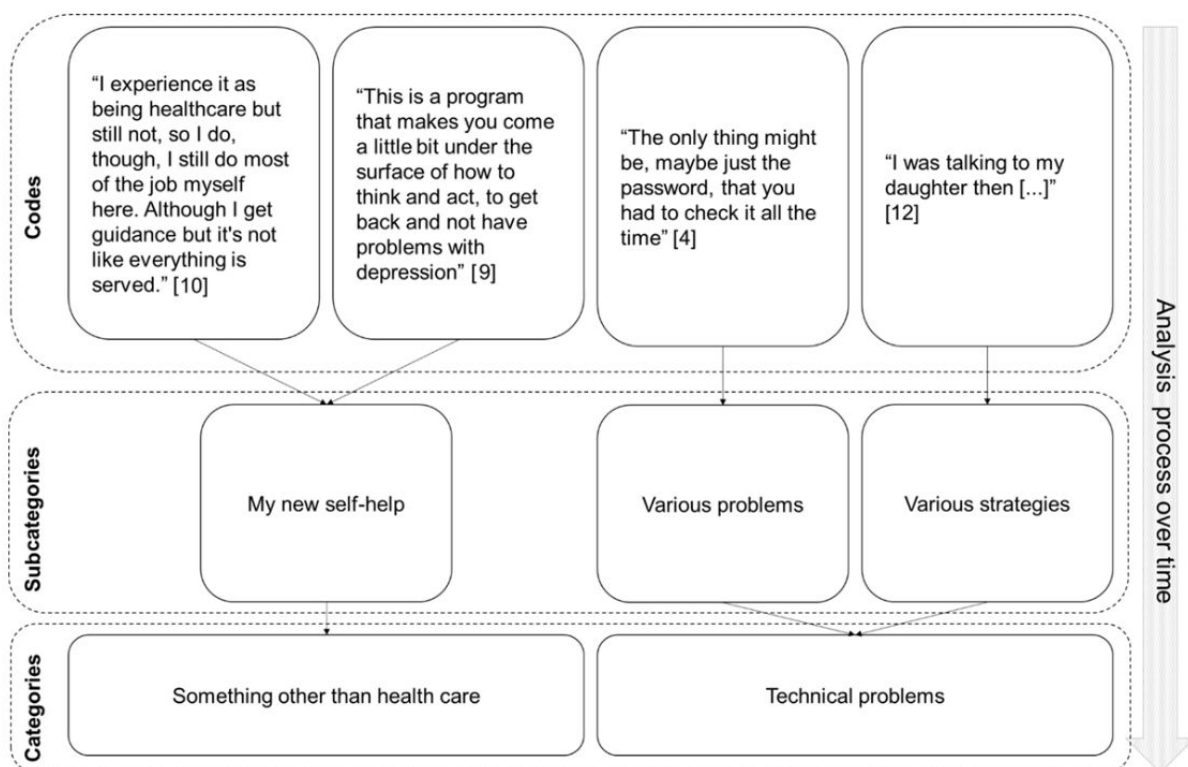 Codes
“I experience it as
being healthcare but
still not, so I do,
though, I still do most
of the job myself
here. Although I get
guidance but it's not
like everything is
served.” [10]
“This is a program
that makes you come
a little bit under the
surface of how to
think and act, to get
back and not have
problems with
depression” [9]
“The only thing might
be, maybe just the
password, that you
had to check it all the
time” [4]
“I was talking to my
daughter then [...]”
[12]
Subcategories
My new self-help
Various problems
Various strategies
Categories
Something other than health care
Technical problems
Analysis process over time